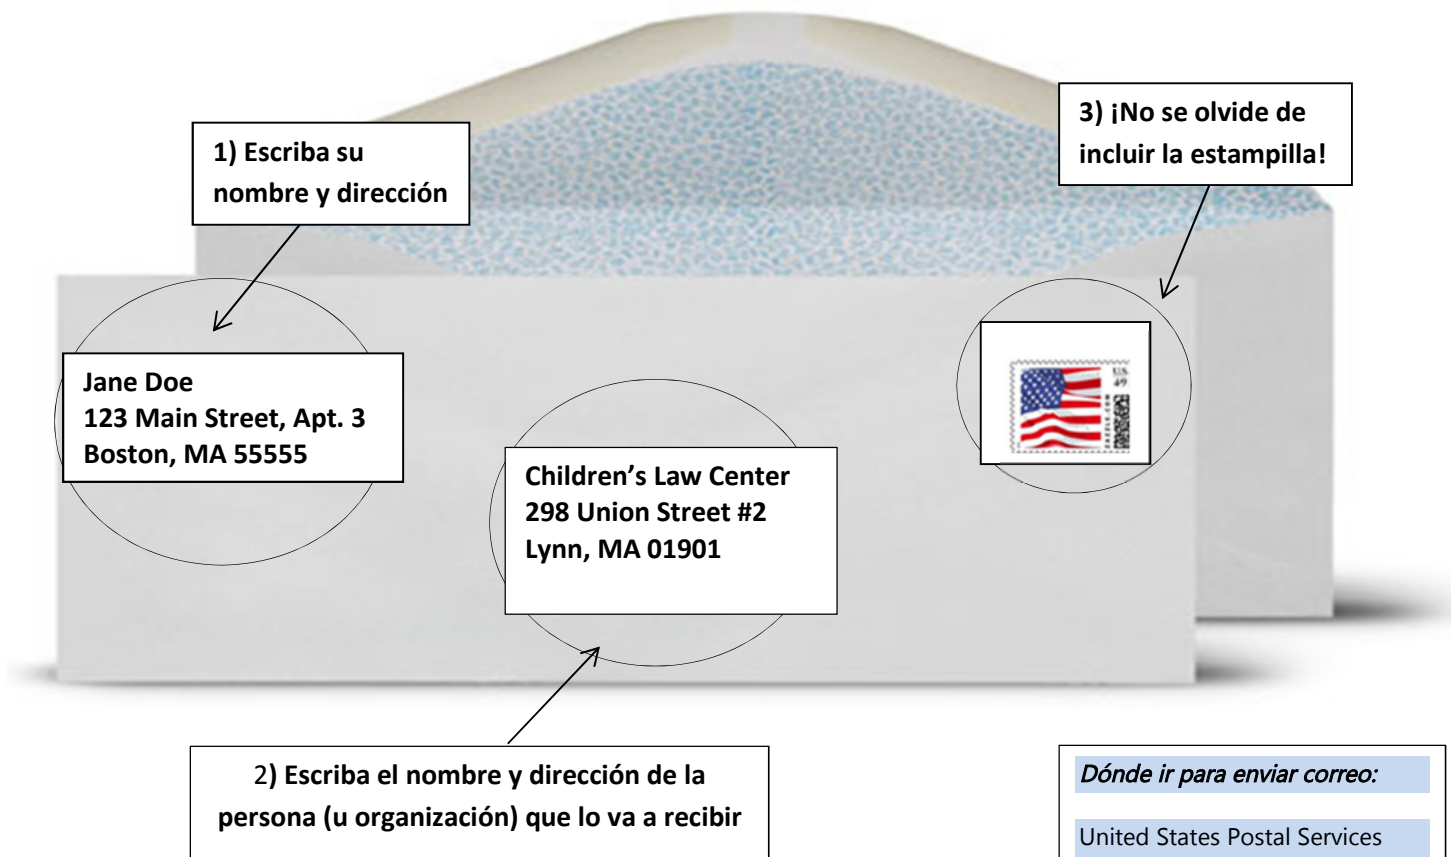 1) Escriba su
nombre y dirección
3) ¡No se olvide de
incluir la estampilla!
Jane Doe
123 Main Street, Apt. 3
Boston, MA 55555
U.S.
49
ZAZZLE.COM
Children’s Law Center
298 Union Street #2
Lynn, MA 01901
2) Escriba el nombre y dirección de la
persona (u organización) que lo va a recibir
Dónde ir para enviar correo:
United States Postal Services